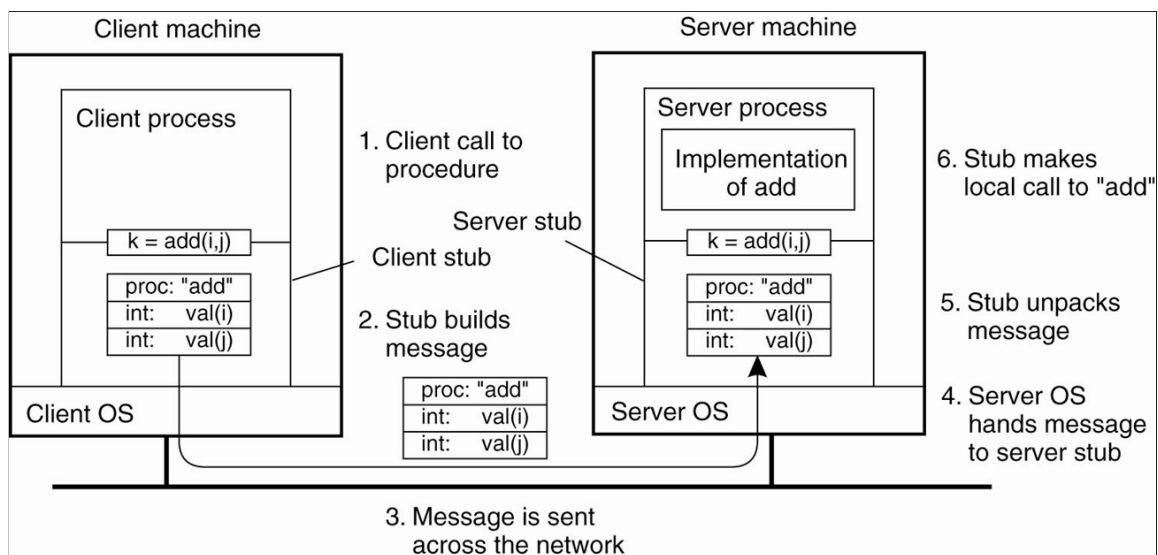 Client machine
Server machine
Client process
1. Client call to
procedure
Server process
Implementation
of add
6. Stub makes
local call to "add"
Server stub
k = add(i,j)
Client stub
k = add(i,j)
proc: "add"
int: val(i)
int: val(j)
2. Stub builds
message
proc: "add"
int: val(i)
int: val(j)
5. Stub unpacks
message
proc: "add"
int: val(i)
int: val(j)
Client OS
Server OS
4. Server OS
hands message
to server stub
3. Message is sent
across the network